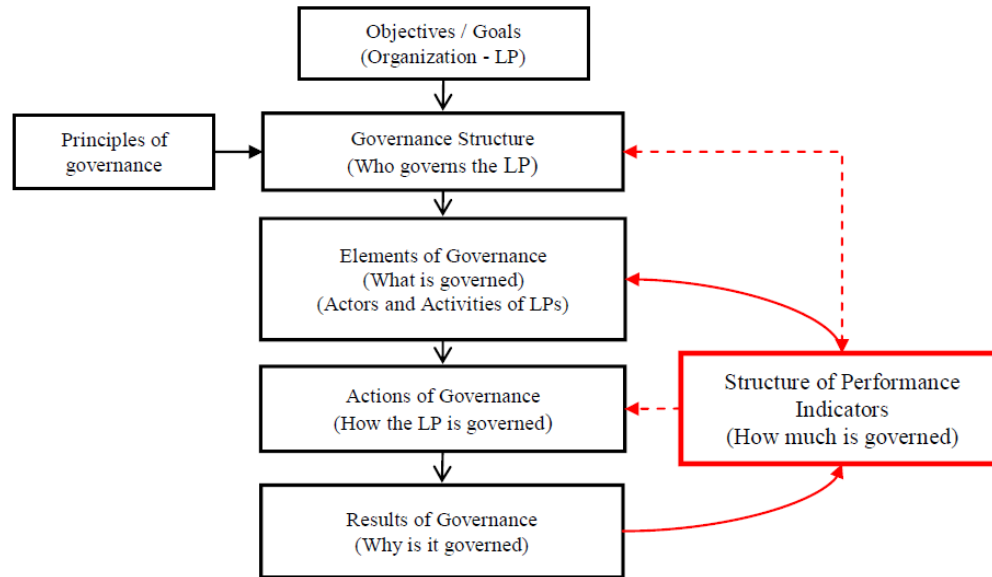 Objectives / Goals
(Organization - LP)
Principles of
governance
Governance Structure
(Who governs the LP)
Elements of Governance
(What is governed)
(Actors and Activities of LPs)
Structure of Performance
Indicators
(How much is governed)
Actions of Governance
(How the LP is governed)
Results of Governance
(Why is it governed)